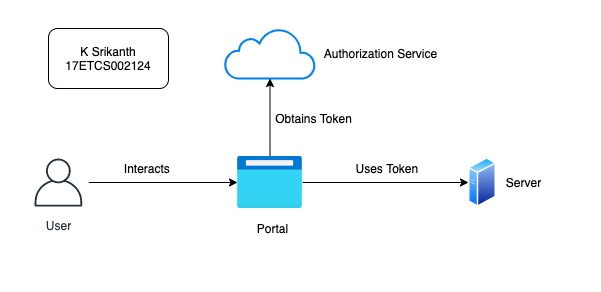 K Srikanth
17ETCS002124
Authorization Service
Obtains Token
Interacts
Uses Token
Server
User
Portal